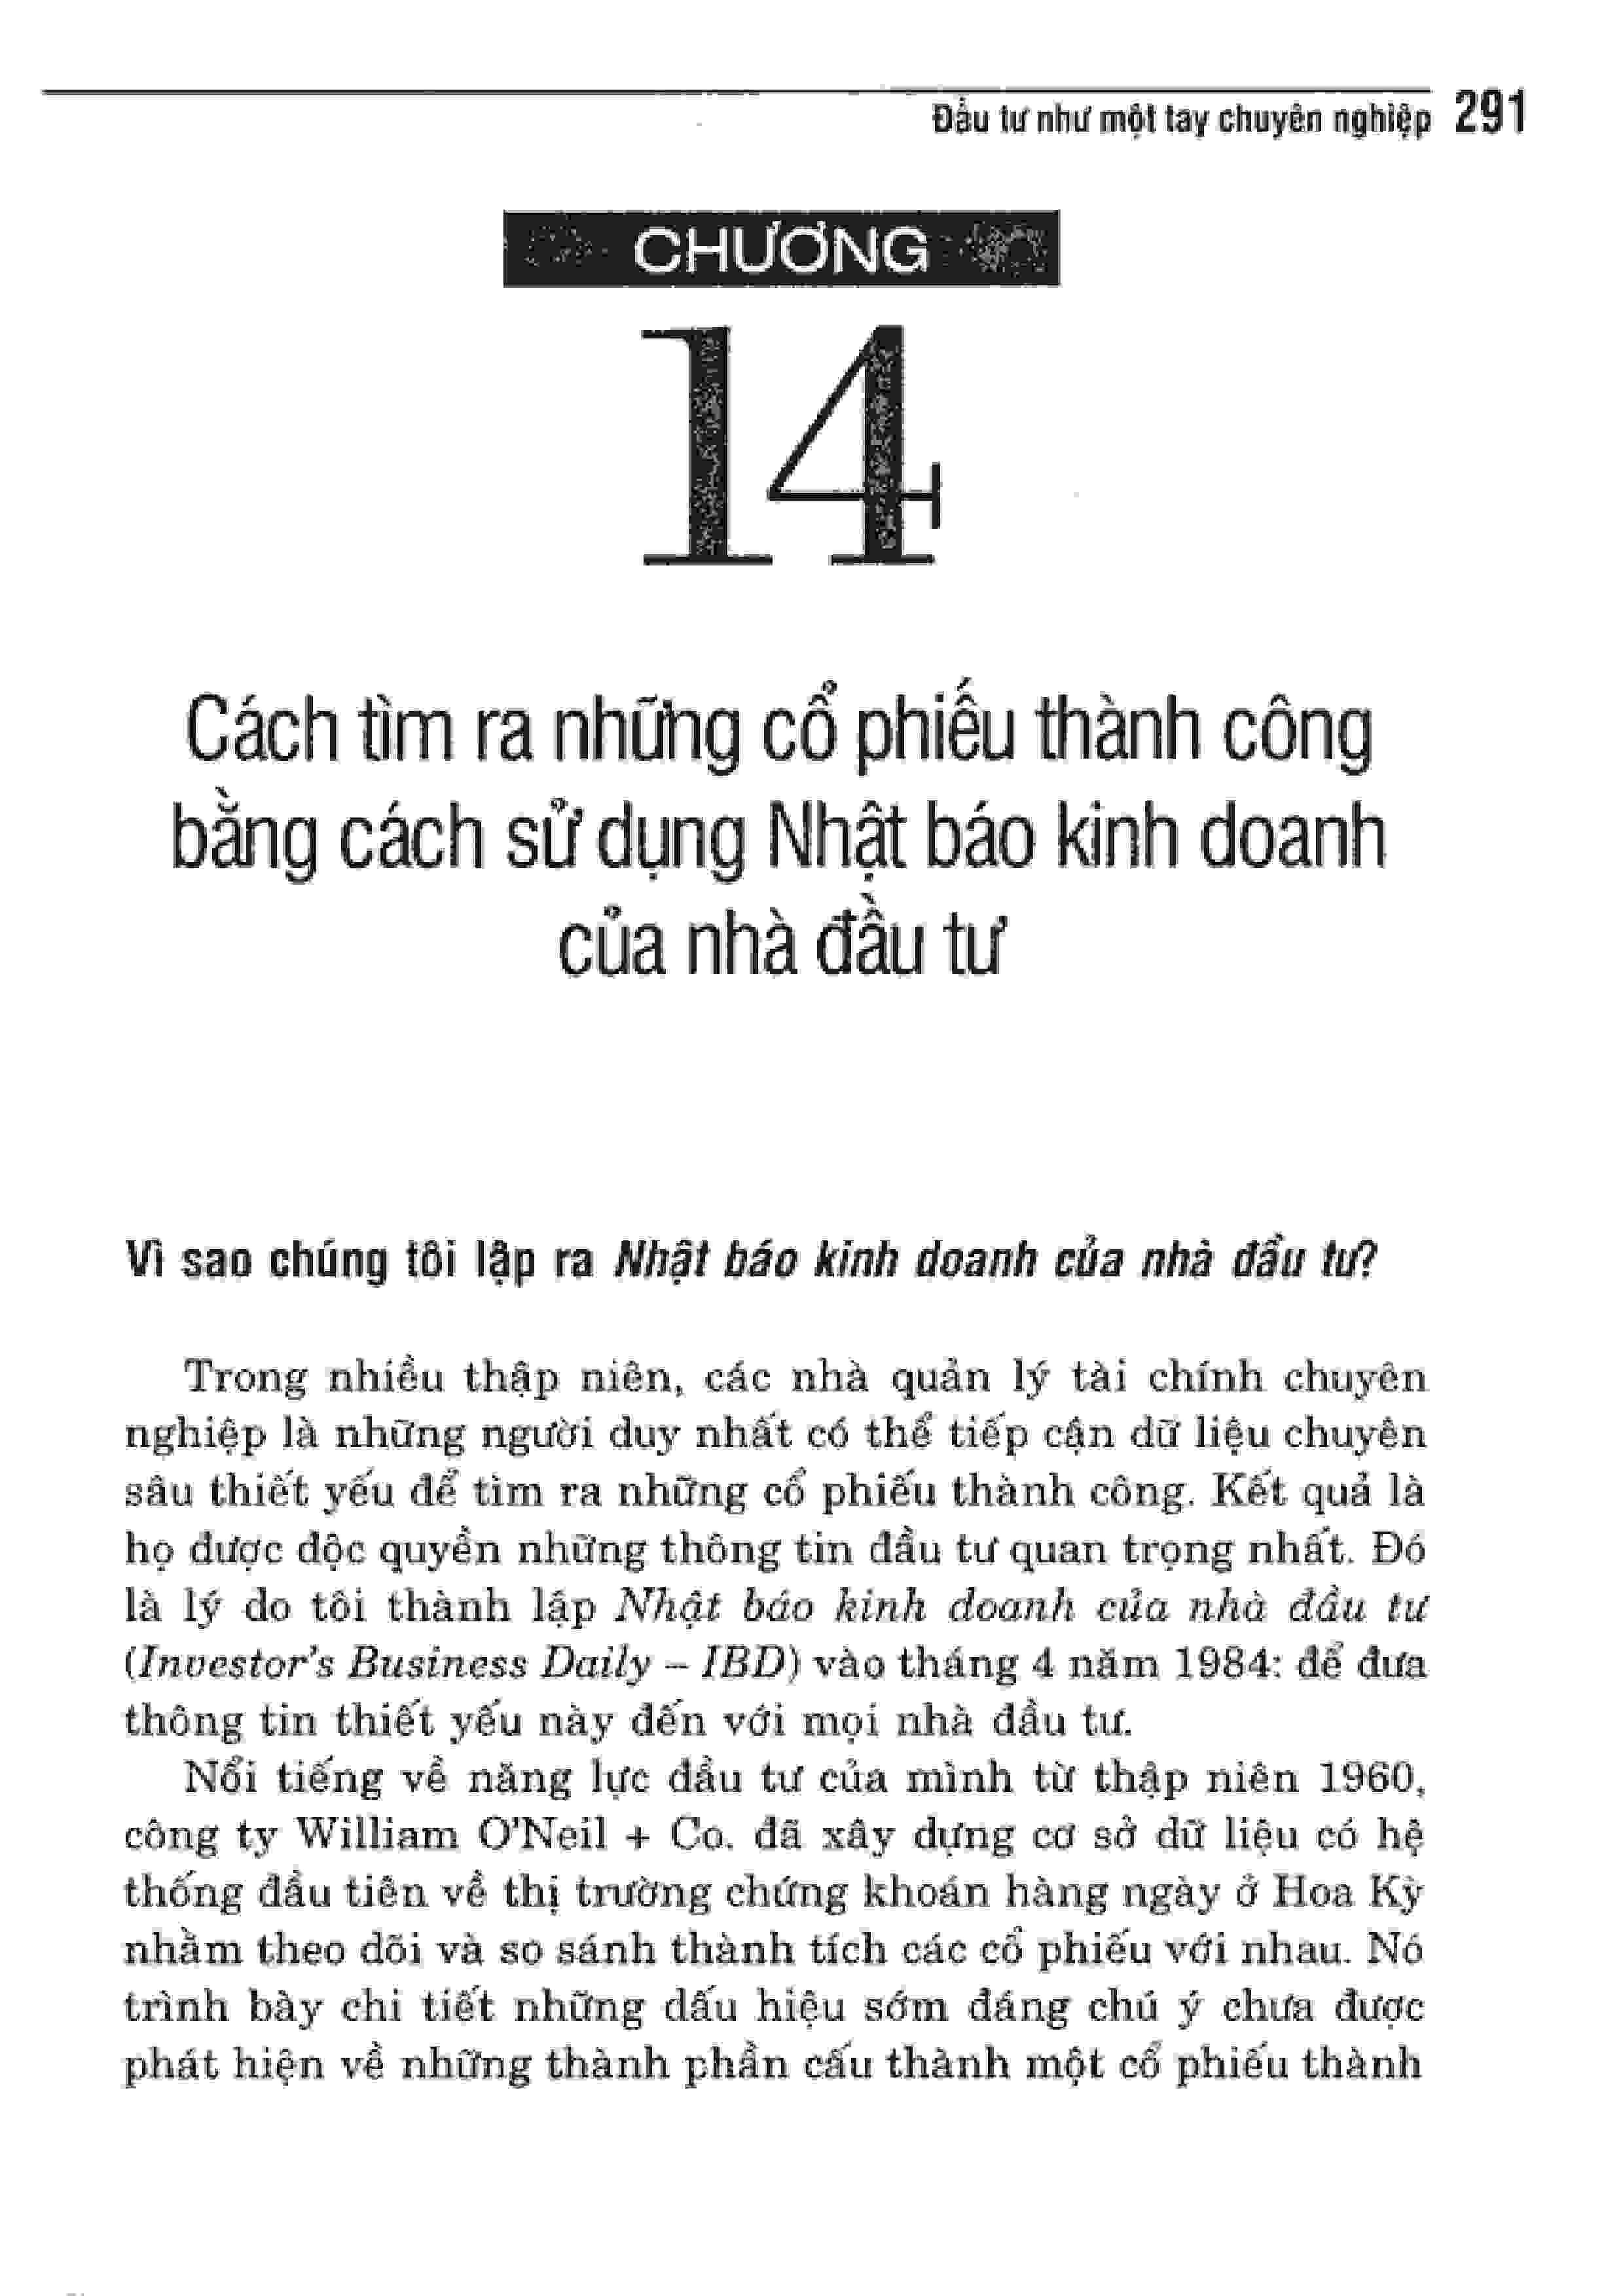 Đầu tư như một tay chuyên nghiệp 291
CHƯƠNG
14
Cách tìm ra những cổ phiếu thành công
bằng cách sử dụng Nhật báo kinh doanh
của nhà đầu tư
Vì sao chúng tôi lập ra Nhật báo kinh doanh của nhà đầu tư?
Trong nhiều thập niên, các nhà quản lý tài chính chuyên
nghiệp là những người duy nhất có thể tiếp cận dữ liệu chuyên
sâu thiết yếu để tìm ra những cổ phiếu thành công. Kết quả là
họ được độc quyền những thông tin đầu tư quan trọng nhất. Đó
là lý do tôi thành lập Nhật báo kinh doanh của nhà đầu tư
(Investor's Business Daily – IBD) vào tháng 4 năm 1984: để đưa
thông tin thiết yếu này đến với mọi nhà đầu tư.
Nổi tiếng về năng lực đầu tư của mình từ thập niên 1960,
công ty William O'Neil + Co. đã xây dựng cơ sở dữ liệu có hệ
thống đầu tiên về thị trường chứng khoán hàng ngày ở Hoa Kỳ
nhằm theo dõi và so sánh thành tích các cổ phiếu với nhau. Nó
trình bày chi tiết những dấu hiệu sớm đáng chú ý chưa được
phát hiện về những thành phần cấu thành một cổ phiếu thành